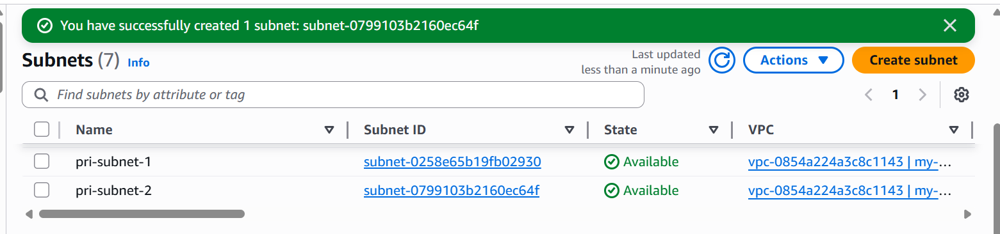 You have successfully created 1 subnet: subnet-0799103b2160ec64f
Subnets (7) Info
Last updated
less than a minute ago
Actions
Create subnet
Find subnets by attribute or tag
1
Name Subnet ID State VPC
pri-subnet-1 subnet-0258e65b19fb02930 Available vpc-0854a224a3c8c1143 | my-...
pri-subnet-2 subnet-0799103b2160ec64f Available vpc-0854a224a3c8c1143 | my-...